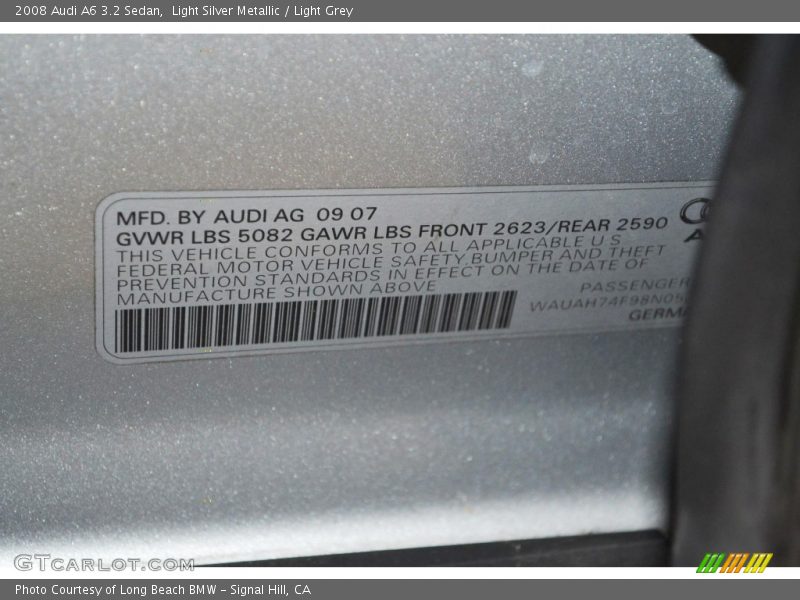 2008 Audi A6 3.2 Sedan, Light Silver Metallic / Light Grey
MFD. BY AUDI AG 09 07
GVWR LBS 5082 GAWR LBS FRONT 2623/REAR 2590
THIS VEHICLE CONFORMS TO ALL APPLICABLE U S
FEDERAL MOTOR VEHICLE SAFETY, BUMPER AND THEFT
PREVENTION STANDARDS IN EFFECT ON THE DATE OF
MANUFACTURE SHOWN ABOVE
PASSENGER
WAUAH74F98N05
GERM
GTCARLOT.COM
Photo Courtesy of Long Beach BMW - Signal Hill, CA